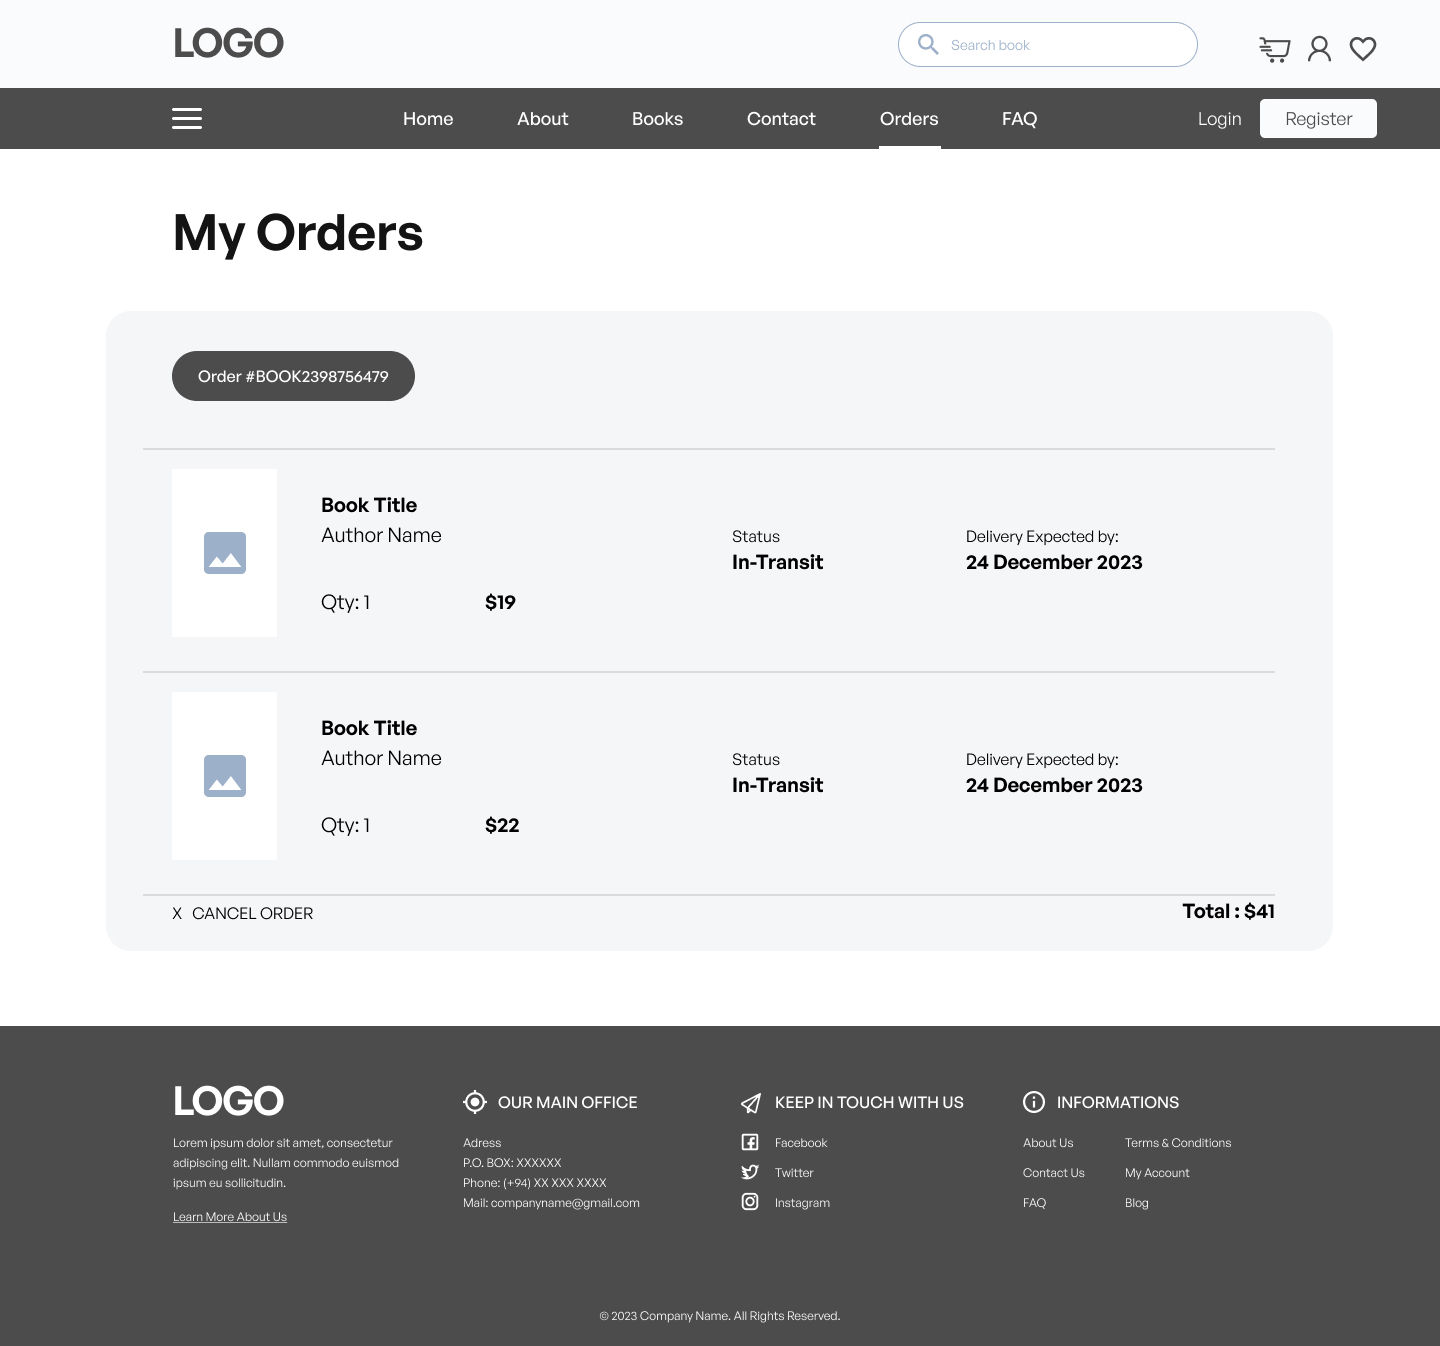 LOGO
Search book
Home About Books Contact Orders FAQ Login Register
My Orders
Order #BOOK2398756479
Book Title
Author Name
Status Delivery Expected by:
In-Transit 24 December 2023
Qty: 1 $19
Book Title
Author Name
Status Delivery Expected by:
In-Transit 24 December 2023
Qty: 1 $22
X CANCEL ORDER Total : $41
LOGO
Lorem ipsum dolor sit amet, consectetur
adipiscing elit. Nullam commodo euismod
ipsum eu sollicitudin.
Learn More About Us
OUR MAIN OFFICE
Adress
P.O. BOX: XXXXXX
Phone: (+94) XX XXX XXXX
Mail: companyname@gmail.com
KEEP IN TOUCH WITH US
Facebook
Twitter
Instagram
INFORMATIONS
About Us Terms & Conditions
Contact Us My Account
FAQ Blog
© 2023 Company Name. All Rights Reserved.